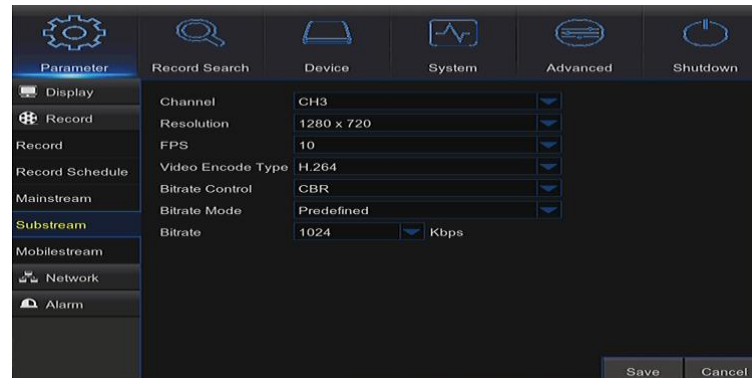 Parameter Record Search Device System Advanced Shutdown
Display
Record
Record
Record Schedule
Mainstream
Substream
Mobilestream
Network
Alarm
Channel CH3
Resolution 1280 x 720
FPS 10
Video Encode Type H.264
Bitrate Control CBR
Bitrate Mode Predefined
Bitrate 1024 Kbps
Save Cancel